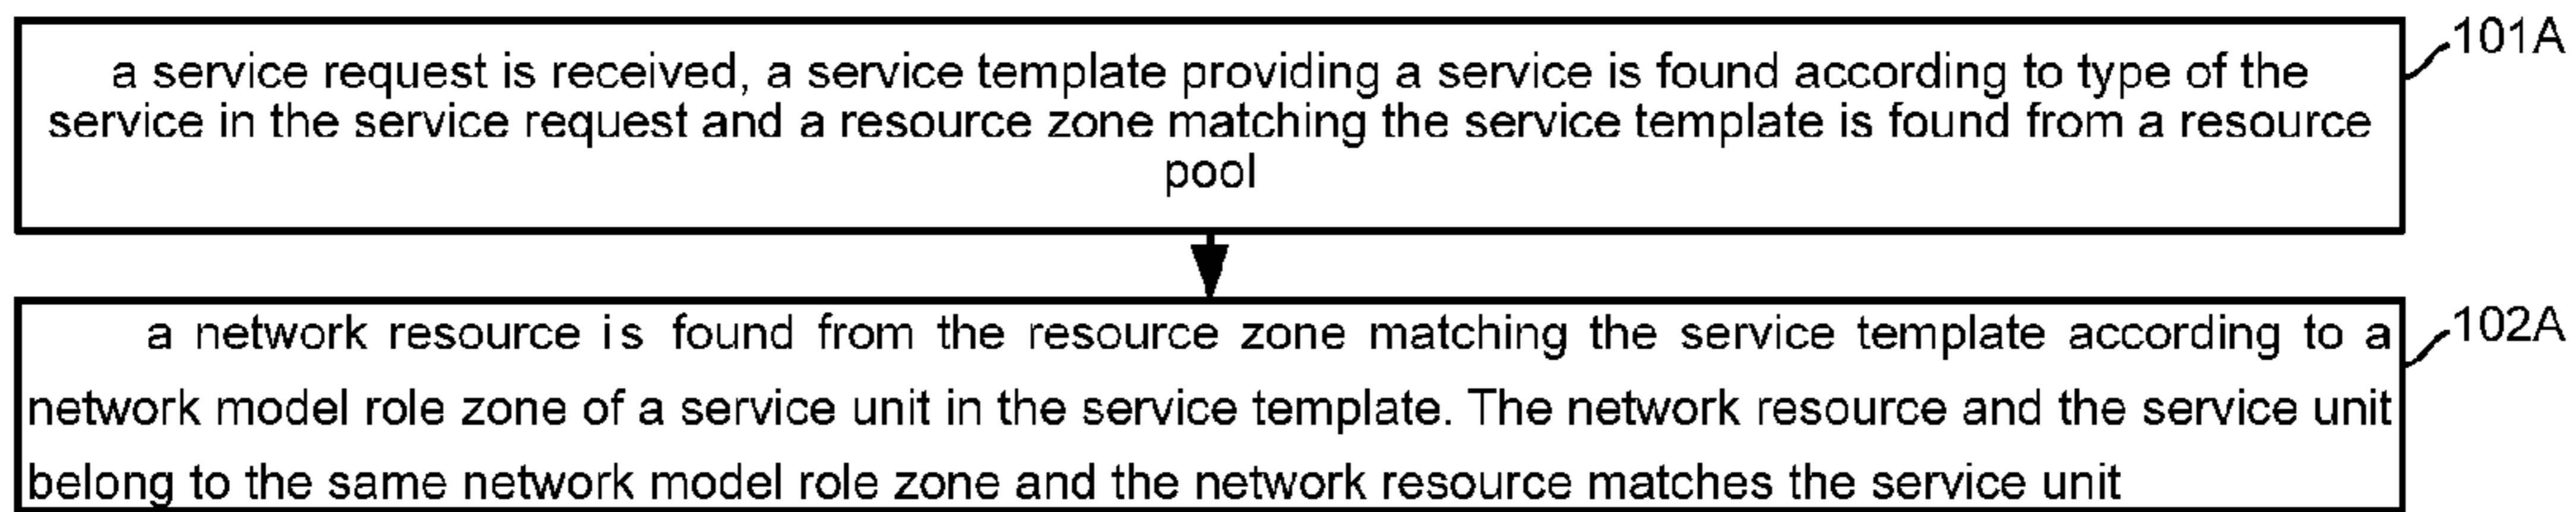 a service request is received, a service template providing a service is found according to type of the
service in the service request and a resource zone matching the service template is found from a resource
pool
101A
a network resource is found from the resource zone matching the service template according to a
network model role zone of a service unit in the service template. The network resource and the service unit
belong to the same network model role zone and the network resource matches the service unit
102A